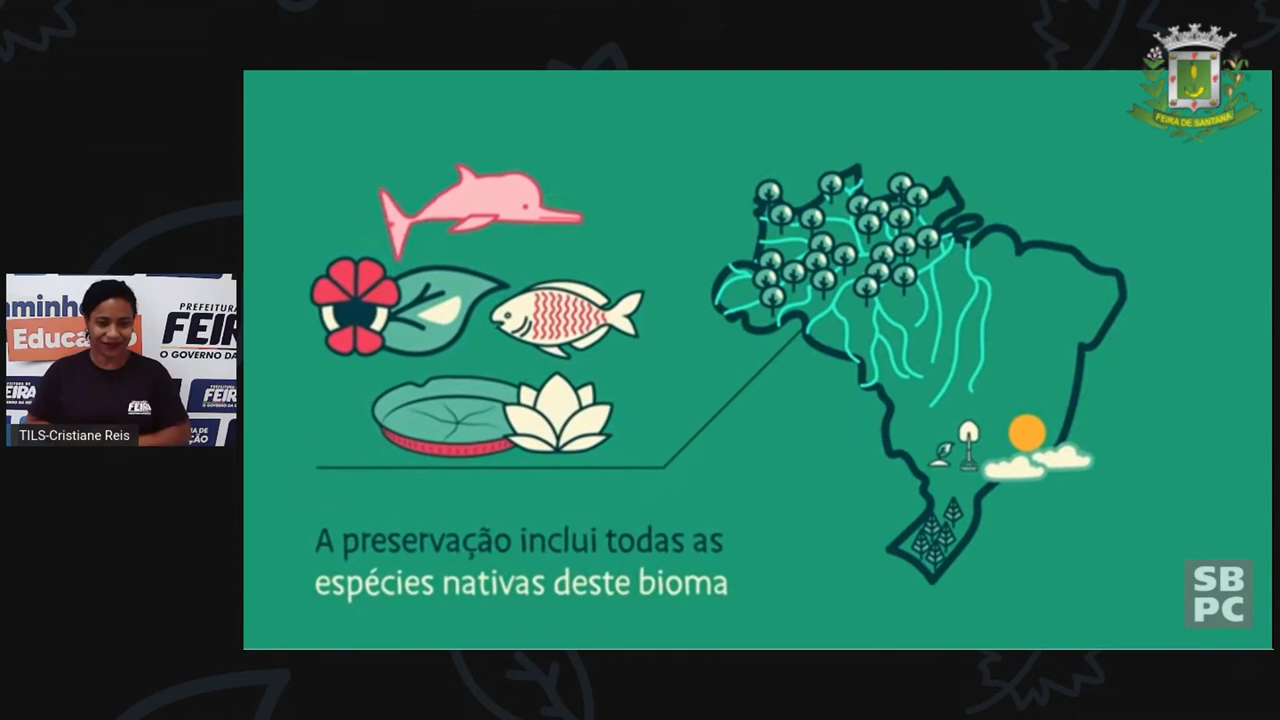 FEIRA DE SANTANA
A preservação inclui todas as
espécies nativas deste bioma
PREFEITURA
FEIR
O GOVERNO DA
Educa
FEIRA
TILS-Cristiane Reis
SB
PC